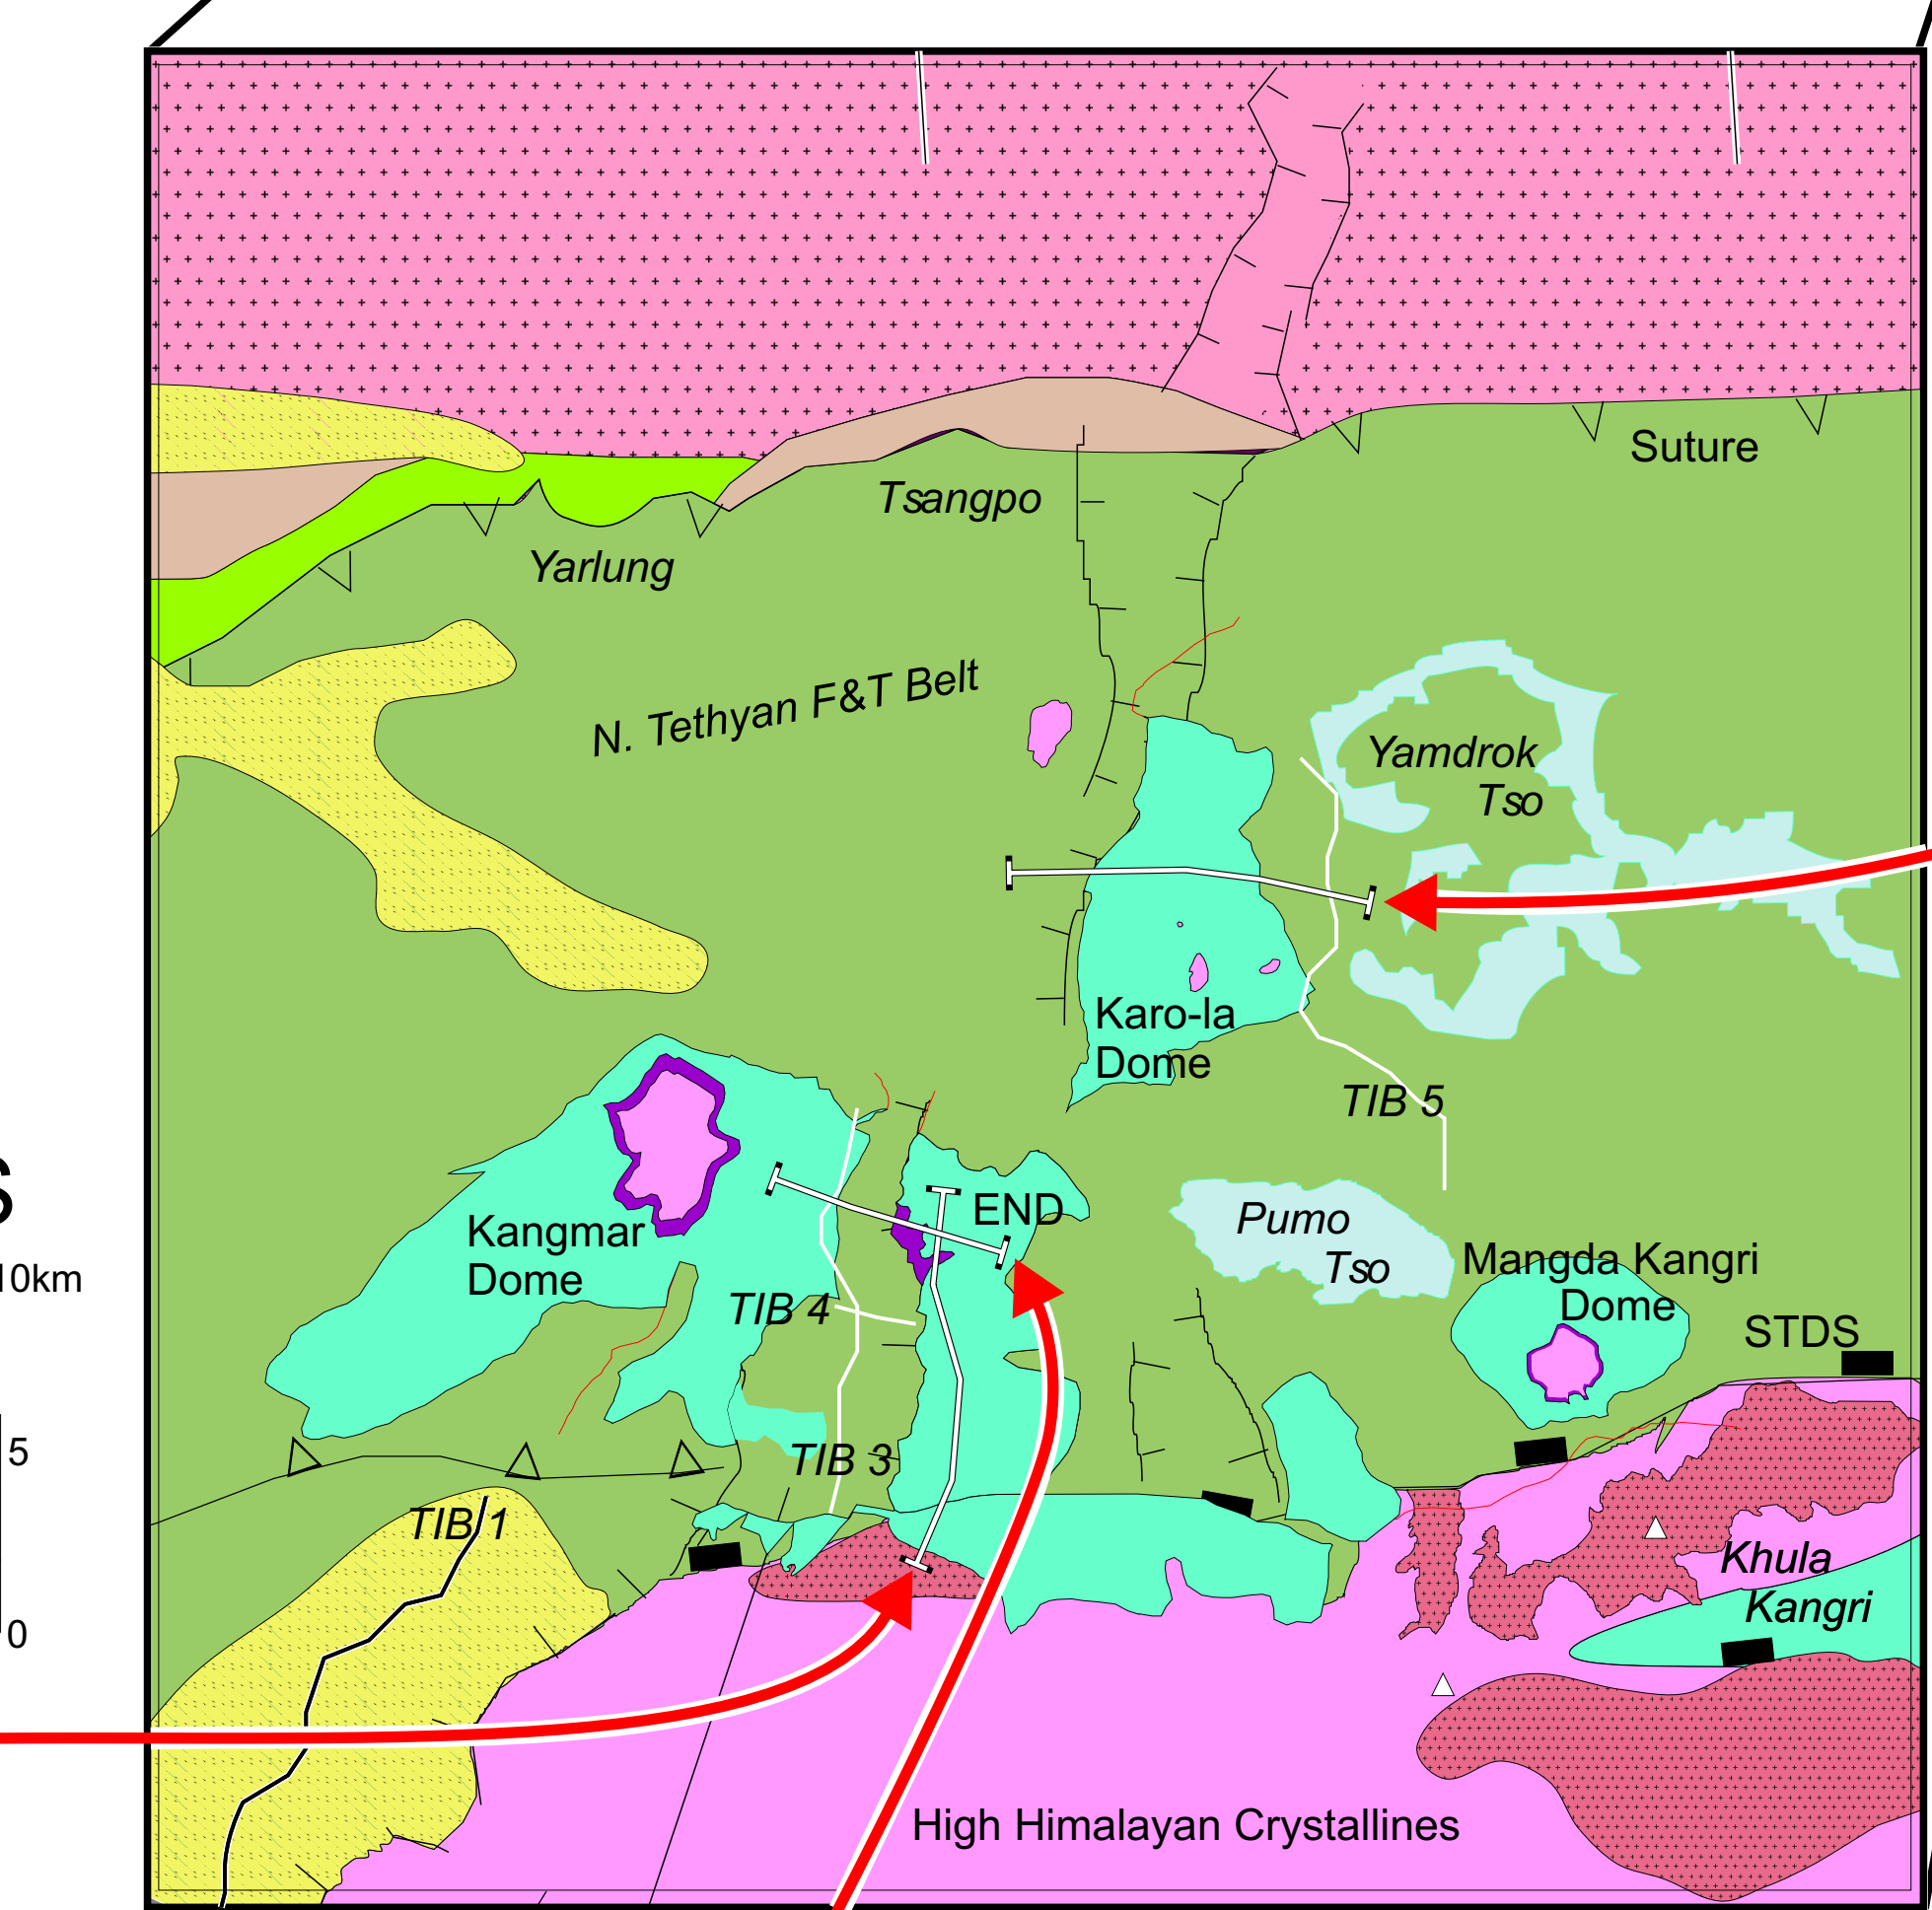 Suture
Tsangpo
Yarlung
N. Tethyan F&T Belt
Yamdrok
Tso
Karo-la
Dome
TIB 5
S
END
Pumo
Tso
Kangmar
Dome
10km
Mangda Kangri
Dome
TIB 4
STDS
5
TIB 3
TIB 1
Khula
Kangri
0
High Himalayan Crystallines